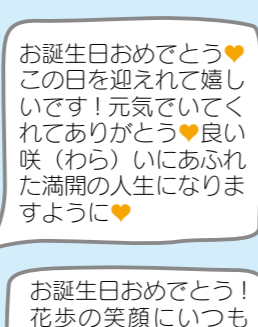 お誕生日おめでとう🧡
この日を迎えれて嬉し
いです！元気でいてく
れてありがとう🧡良い
咲（わら）いにあふれ
た満開の人生になりま
すように🧡
お誕生日おめでとう！
花歩の笑顔にいつも